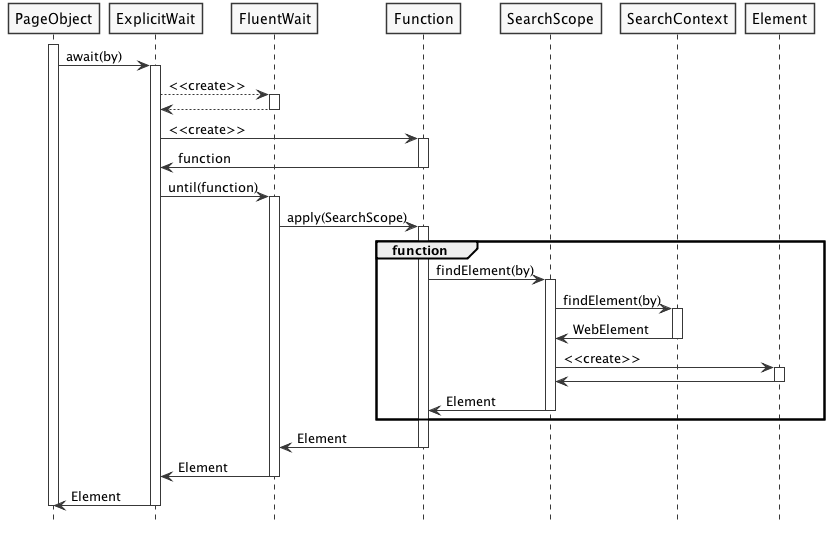 PageObject ExplicitWait FluentWait Function SearchScope SearchContext Element
await(by)
<<create>>
<<create>>
function
until(function)
apply(SearchScope)
function
findElement(by)
findElement(by)
WebElement
<<create>>
Element
Element
Element
Element